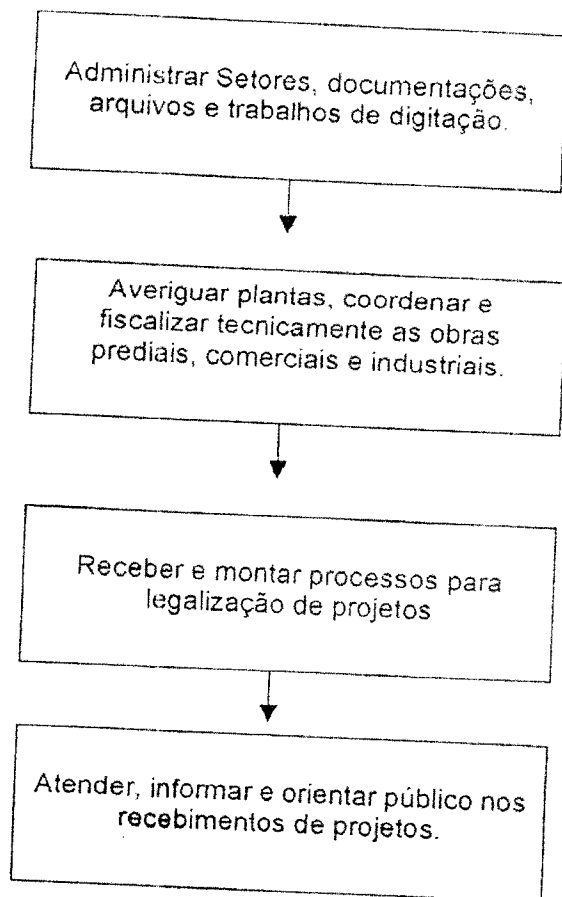 Administrar Setores, documentações,
arquivos e trabalhos de digitação.
Averiguar plantas, coordenar e
fiscalizar tecnicamente as obras
prediais, comerciais e industriais.
Receber e montar processos para
legalização de projetos
Atender, informar e orientar público nos
recebimentos de projetos.